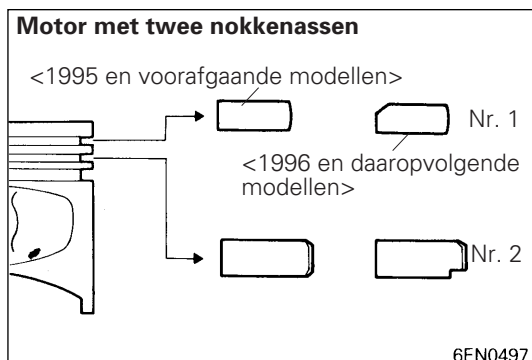 Motor met twee nokkenassen
<1995 en voorafgaande modellen>
Nr. 1
<1996 en daaropvolgende
modellen>
Nr. 2
6EN0497